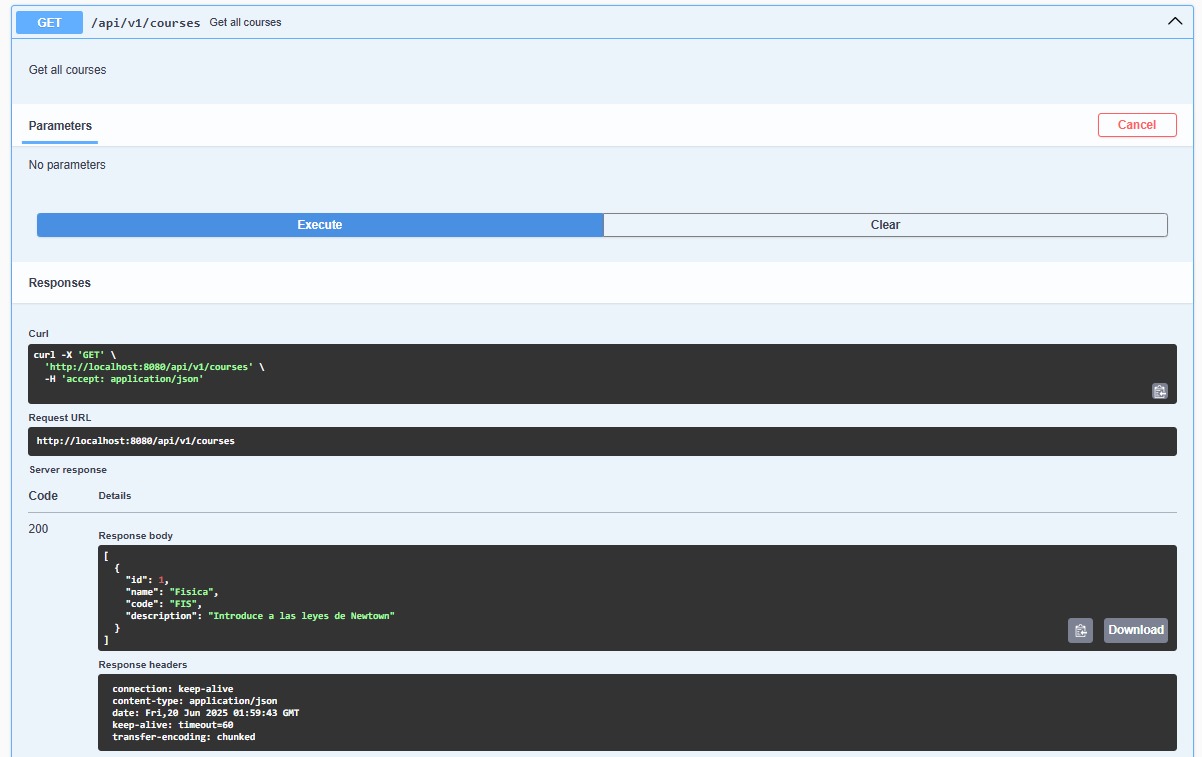 GET /api/v1/courses Get all courses
Get all courses
Parameters Cancel
No parameters
Execute Clear
Responses
Curl
curl -X 'GET' \
'http://localhost:8080/api/v1/courses' \
-H 'accept: application/json'
Request URL
http://localhost:8080/api/v1/courses
Server response
Code Details
200
Response body
[
{
"id": 1,
"name": "Fisica",
"code": "FIS",
"description": "Introduce a las leyes de Newtown"
}
]
Download
Response headers
connection: keep-alive
content-type: application/json
date: Fri,20 Jun 2025 01:59:43 GMT
keep-alive: timeout=60
transfer-encoding: chunked